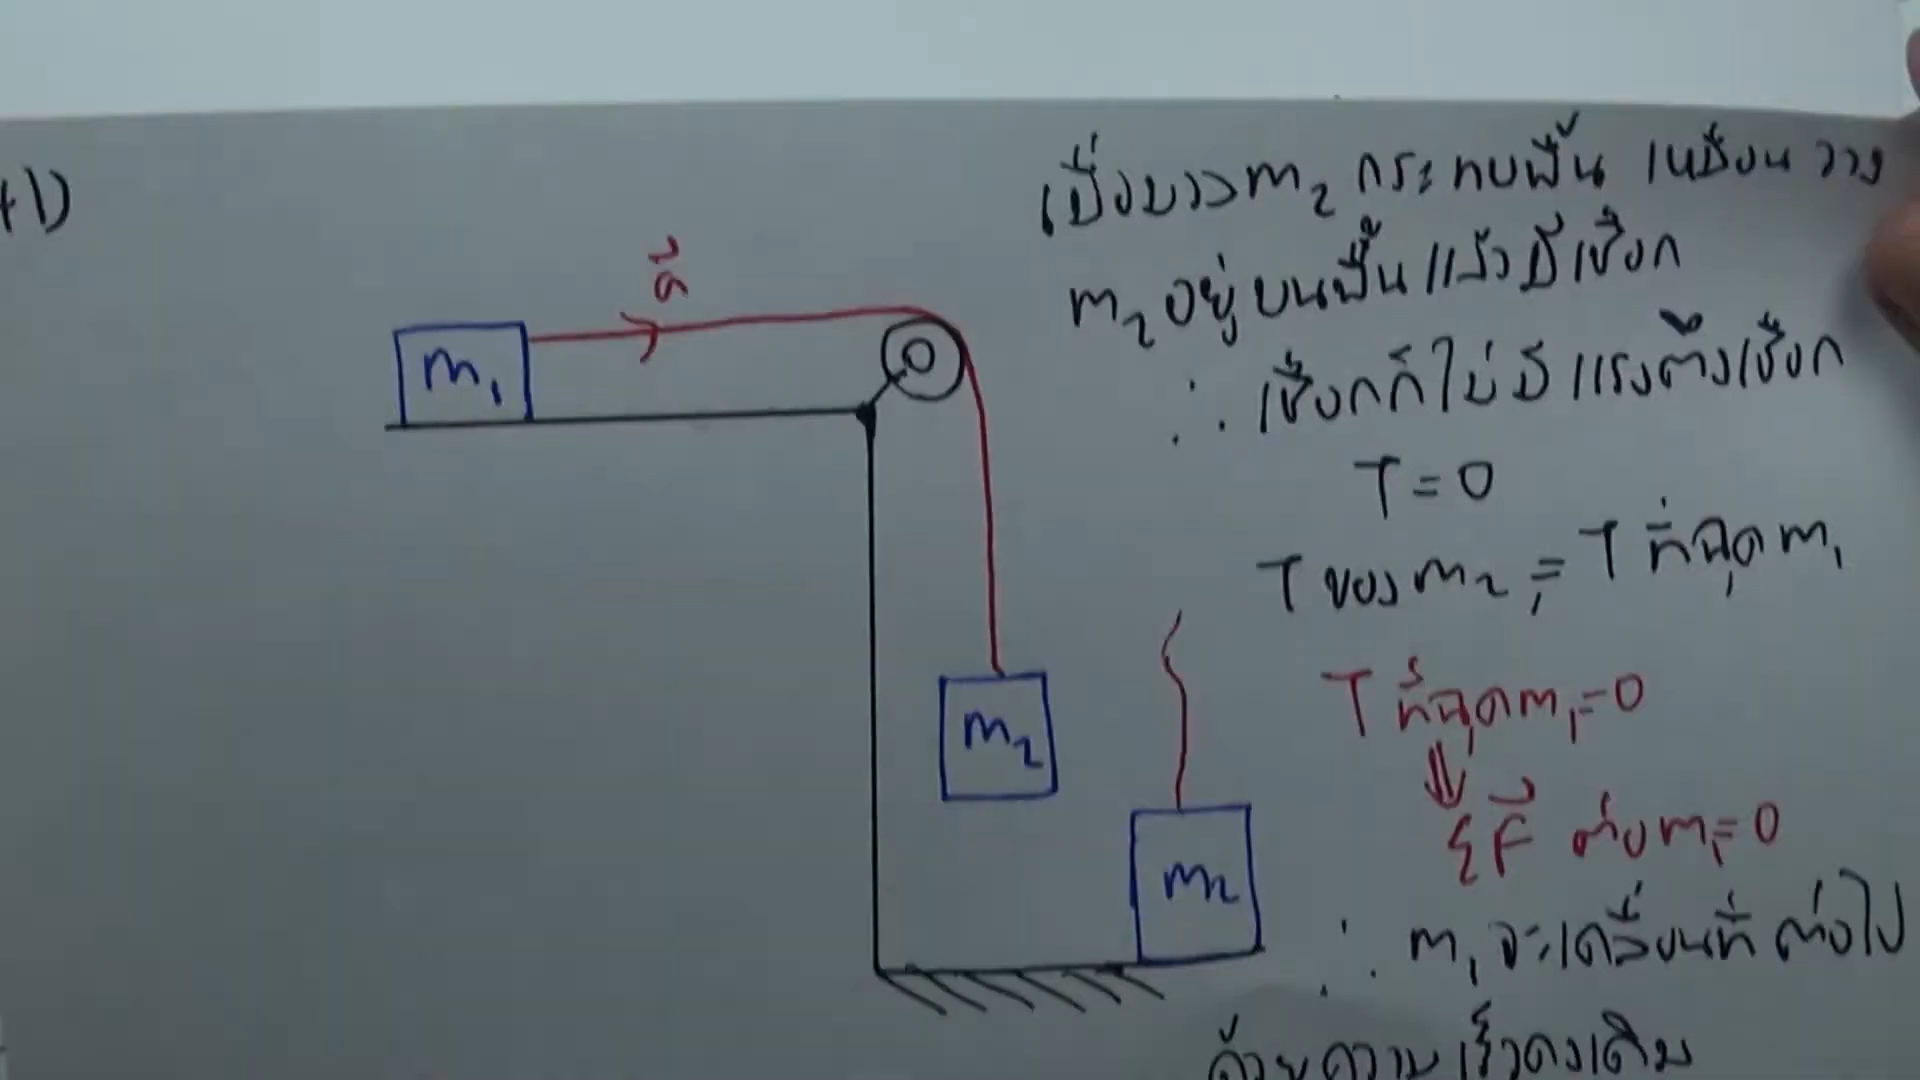 ต1)
a
m₁
m₂
m₂
เมื่อมวล m₂ กระทบพื้น เหมือน วาง
m₂ อยู่บนพื้นแล้วมีเชือก
∴ เชือกก็ไม่มีแรงตึงเชือก
T = 0
T ของ m₂ = T ที่ฉุด m₁
T ที่ฉุด m₁ = 0
⇓
ΣF⃗ ต่อ m₁ = 0
∴ m₁ จะเคลื่อนที่ ต่อไป
ด้วยความเร็วคงเดิม